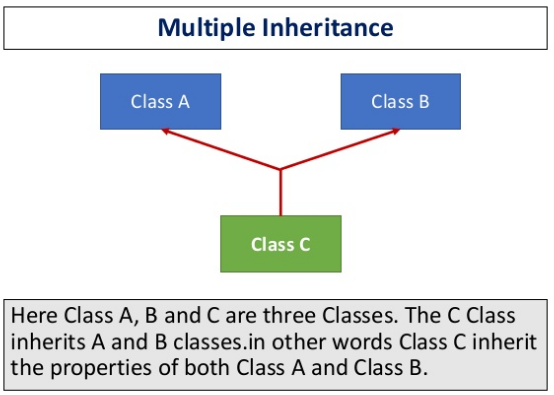 Multiple Inheritance
Class A
Class B
Class C
Here Class A, B and C are three Classes. The C Class
inherits A and B classes.in other words Class C inherit
the properties of both Class A and Class B.